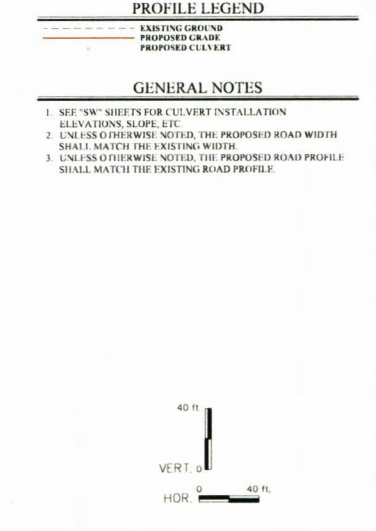 PROFILE LEGEND
EXISTING GROUND
PROPOSED GRADE
PROPOSED CULVERT
GENERAL NOTES
1. SEE "SW" SHEETS FOR CULVERT INSTALLATION
ELEVATIONS, SLOPE, ETC
2. UNLESS OTHERWISE NOTED, THE PROPOSED ROAD WIDTH
SHALL MATCH THE EXISTING WIDTH.
3. UNLESS OTHERWISE NOTED, THE PROPOSED ROAD PROFILE
SHALL MATCH THE EXISTING ROAD PROFILE.
40 ft.
VERT. 0
0 40 ft.
HOR.